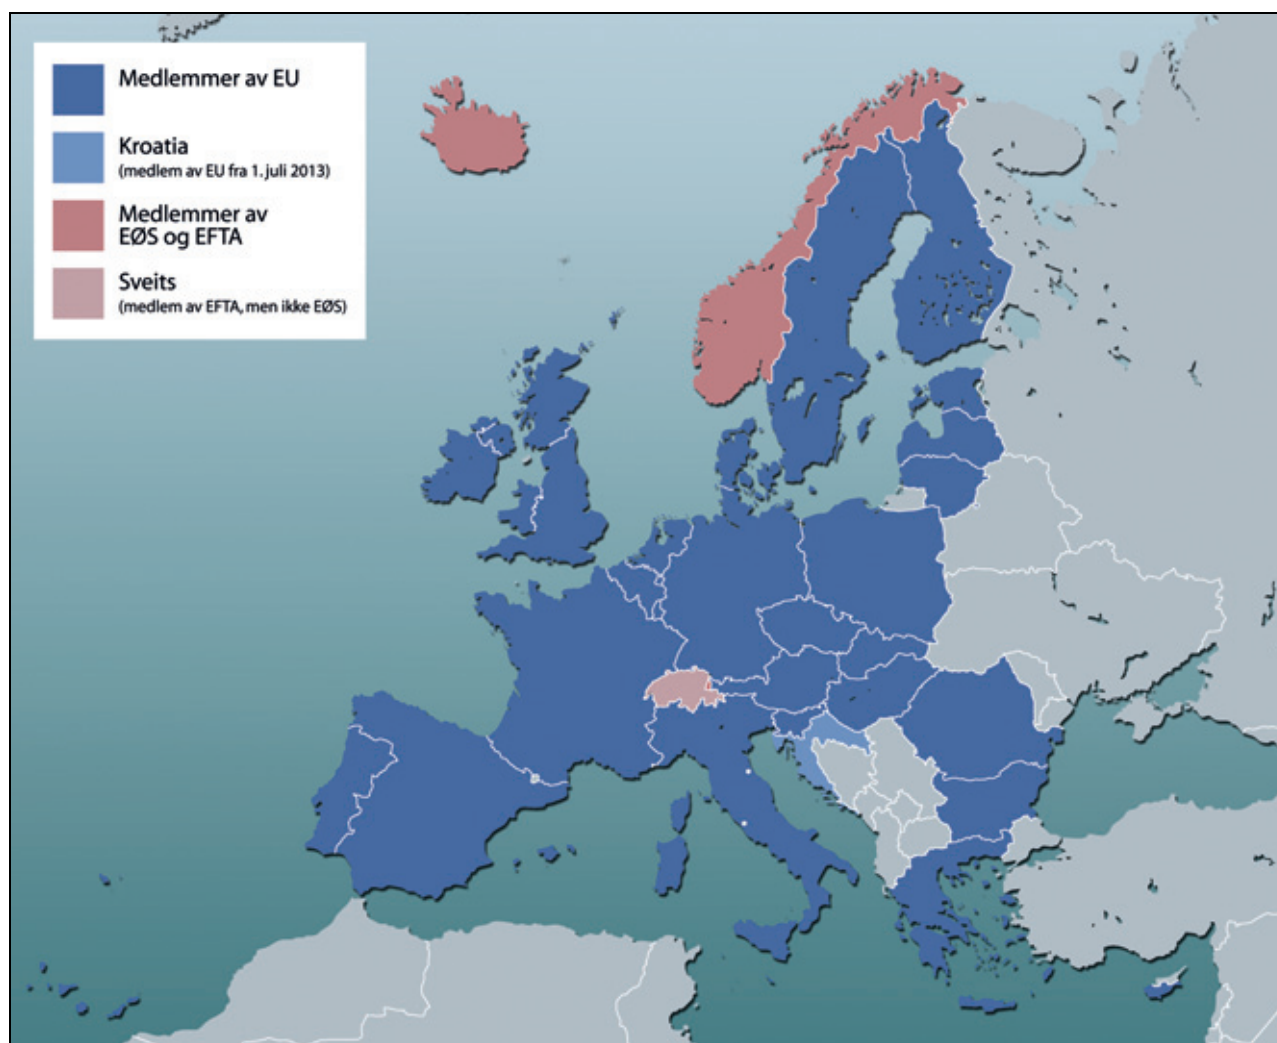 Medlemmer av EU
Kroatia
(medlem av EU fra 1. juli 2013)
Medlemmer av
EØS og EFTA
Sveits
(medlem av EFTA, men ikke EØS)